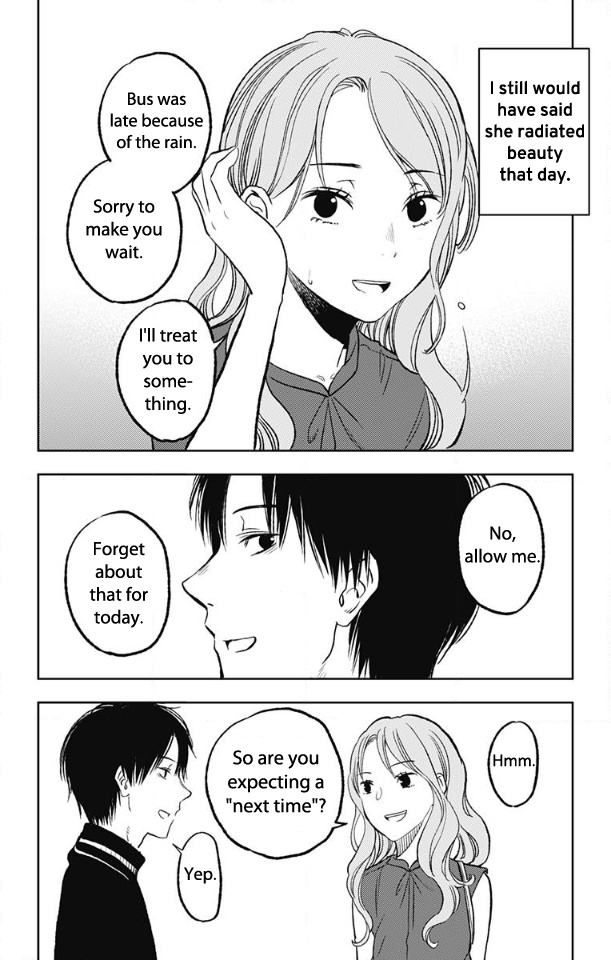 I still would
have said
she radiated
beauty
that day.
Bus was
late because
of the rain.
Sorry to
make you
wait.
I'll treat
you to
some-
thing.
No,
allow me.
Forget
about
that for
today.
Hmm.
So are you
expecting a
"next time"?
Yep.